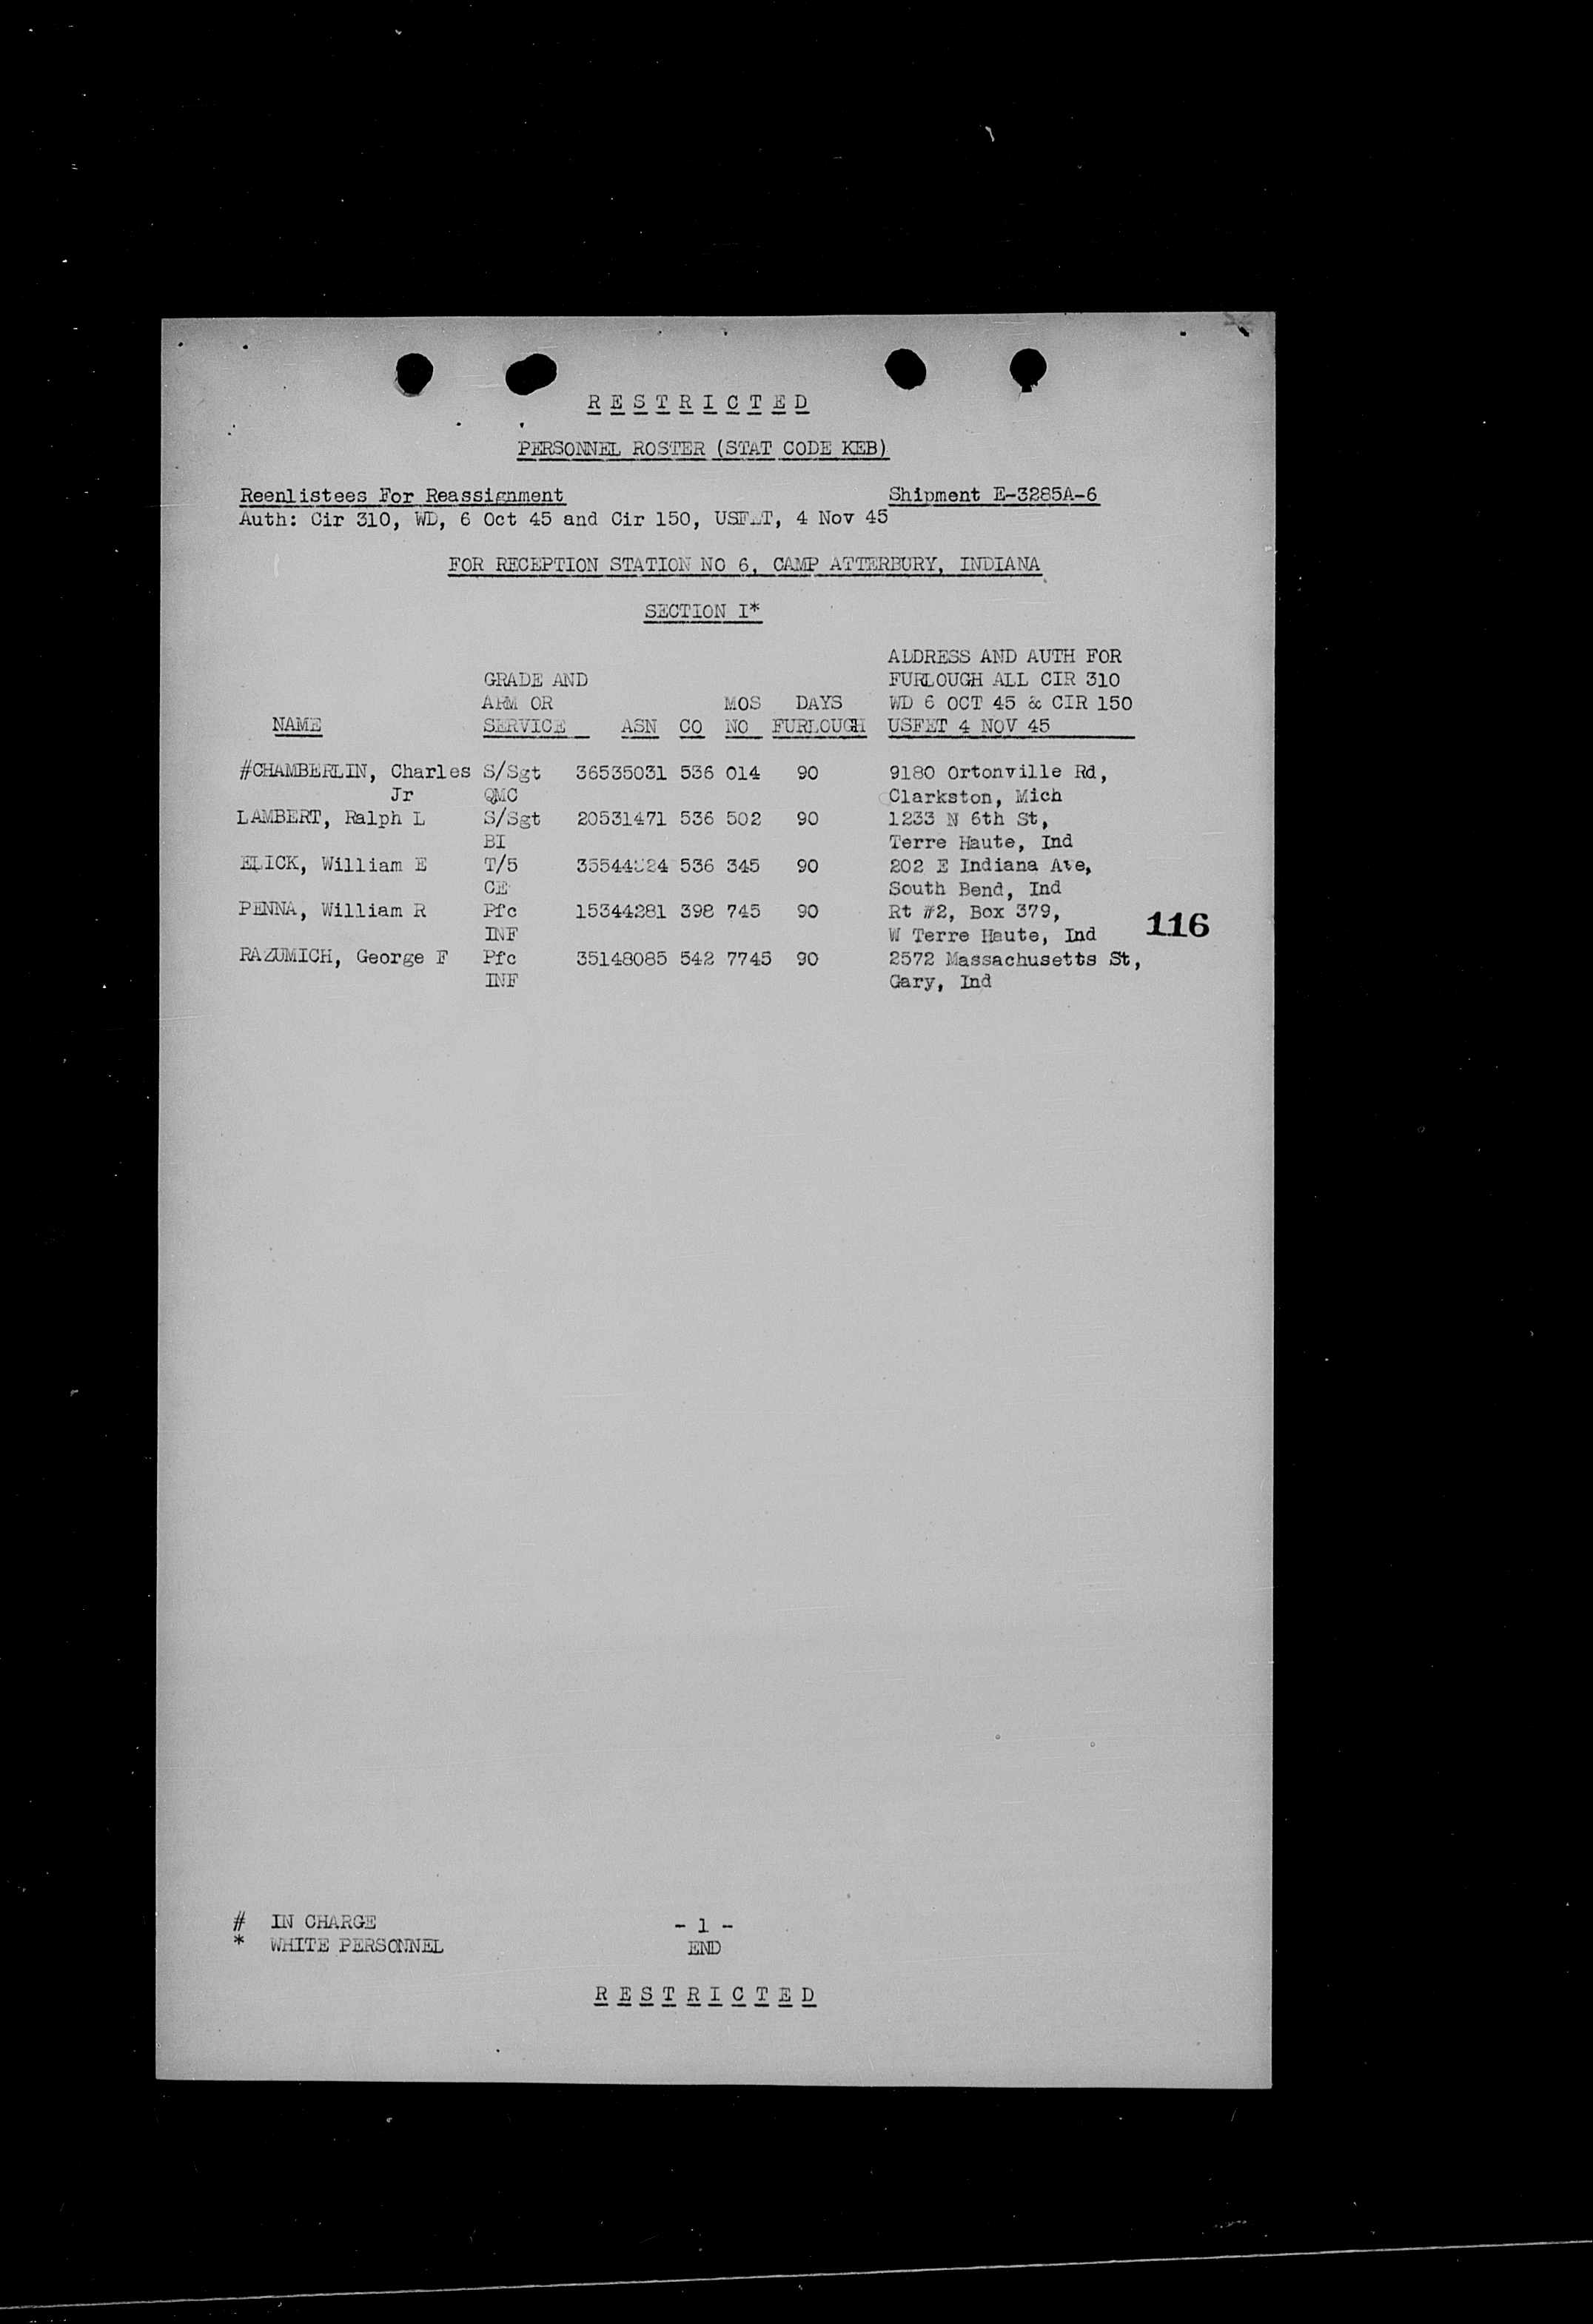 R E S T R I C T E D
PERSONNEL ROSTER (STAT CODE KEB)
Reenlistees For Reassignment Shipment E-3285A-6
Auth: Cir 310, WD, 6 Oct 45 and Cir 150, USFET, 4 Nov 45
FOR RECEPTION STATION NO 6, CAMP ATTERBURY, INDIANA
SECTION I*
ADDRESS AND AUTH FOR
GRADE AND FURLOUGH ALL CIR 310
ARM OR MOS DAYS WD 6 OCT 45 & CIR 150
NAME SERVICE ASN CO NO FURLOUGH USFET 4 NOV 45
#CHAMBERLIN, Charles S/Sgt 36535031 536 014 90 9180 Ortonville Rd,
Jr QMC Clarkston, Mich
LAMBERT, Ralph L S/Sgt 20531471 536 502 90 1233 N 6th St,
BI Terre Haute, Ind
ELICK, William E T/5 536 345 90 202 E Indiana Ave,
CE South Bend, Ind
PENNA, William R Pfc 15344281 398 745 90 Rt #2, Box 379,
INF W Terre Haute, Ind
116
RAZUMICH, George F Pfc 35148085 542 7745 90 2572 Massachusetts St,
INF Gary, Ind
# IN CHARGE - 1 -
* WHITE PERSONNEL END
R E S T R I C T E D